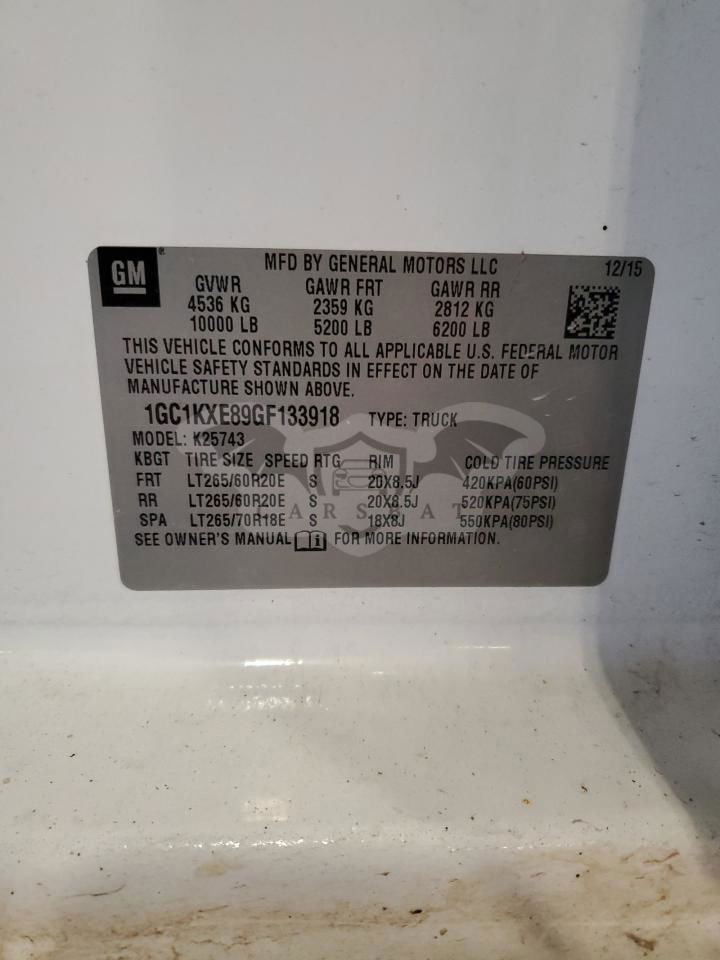 GM ®
MFD BY GENERAL MOTORS LLC 12/15
GVWR GAWR FRT GAWR RR
4536 KG 2359 KG 2812 KG
10000 LB 5200 LB 6200 LB
THIS VEHICLE CONFORMS TO ALL APPLICABLE U.S. FEDERAL MOTOR
VEHICLE SAFETY STANDARDS IN EFFECT ON THE DATE OF
MANUFACTURE SHOWN ABOVE.
1GC1KXE89GF133918 TYPE: TRUCK
MODEL: K25743
KBGT TIRE SIZE SPEED RTG RIM COLD TIRE PRESSURE
FRT LT265/60R20E S 20X8.5J 420KPA(60PSI)
RR LT265/60R20E S 20X8.5J 520KPA(75PSI)
CARSEAT
SPA LT265/70R18E S 18X8J 550KPA(80PSI)
SEE OWNER'S MANUAL FOR MORE INFORMATION.